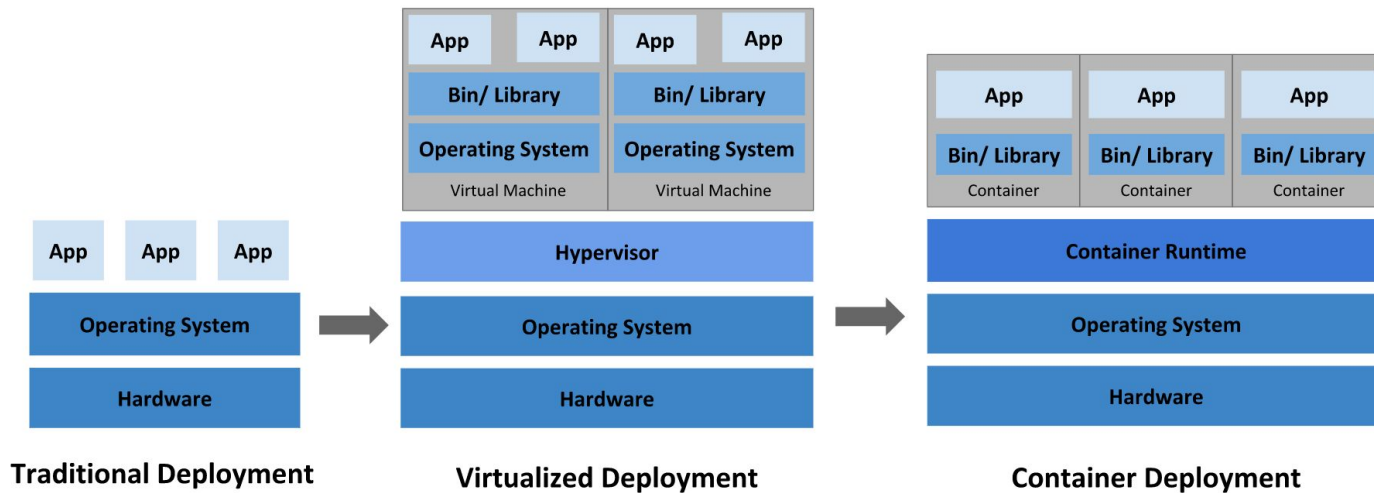 App
App
App
Operating System
Hardware
Traditional Deployment
App
App
Bin/ Library
Operating System
Virtual Machine
App
App
Bin/ Library
Operating System
Virtual Machine
Hypervisor
Operating System
Hardware
Virtualized Deployment
App
Bin/ Library
Container
App
Bin/ Library
Container
App
Bin/ Library
Container
Container Runtime
Operating System
Hardware
Container Deployment